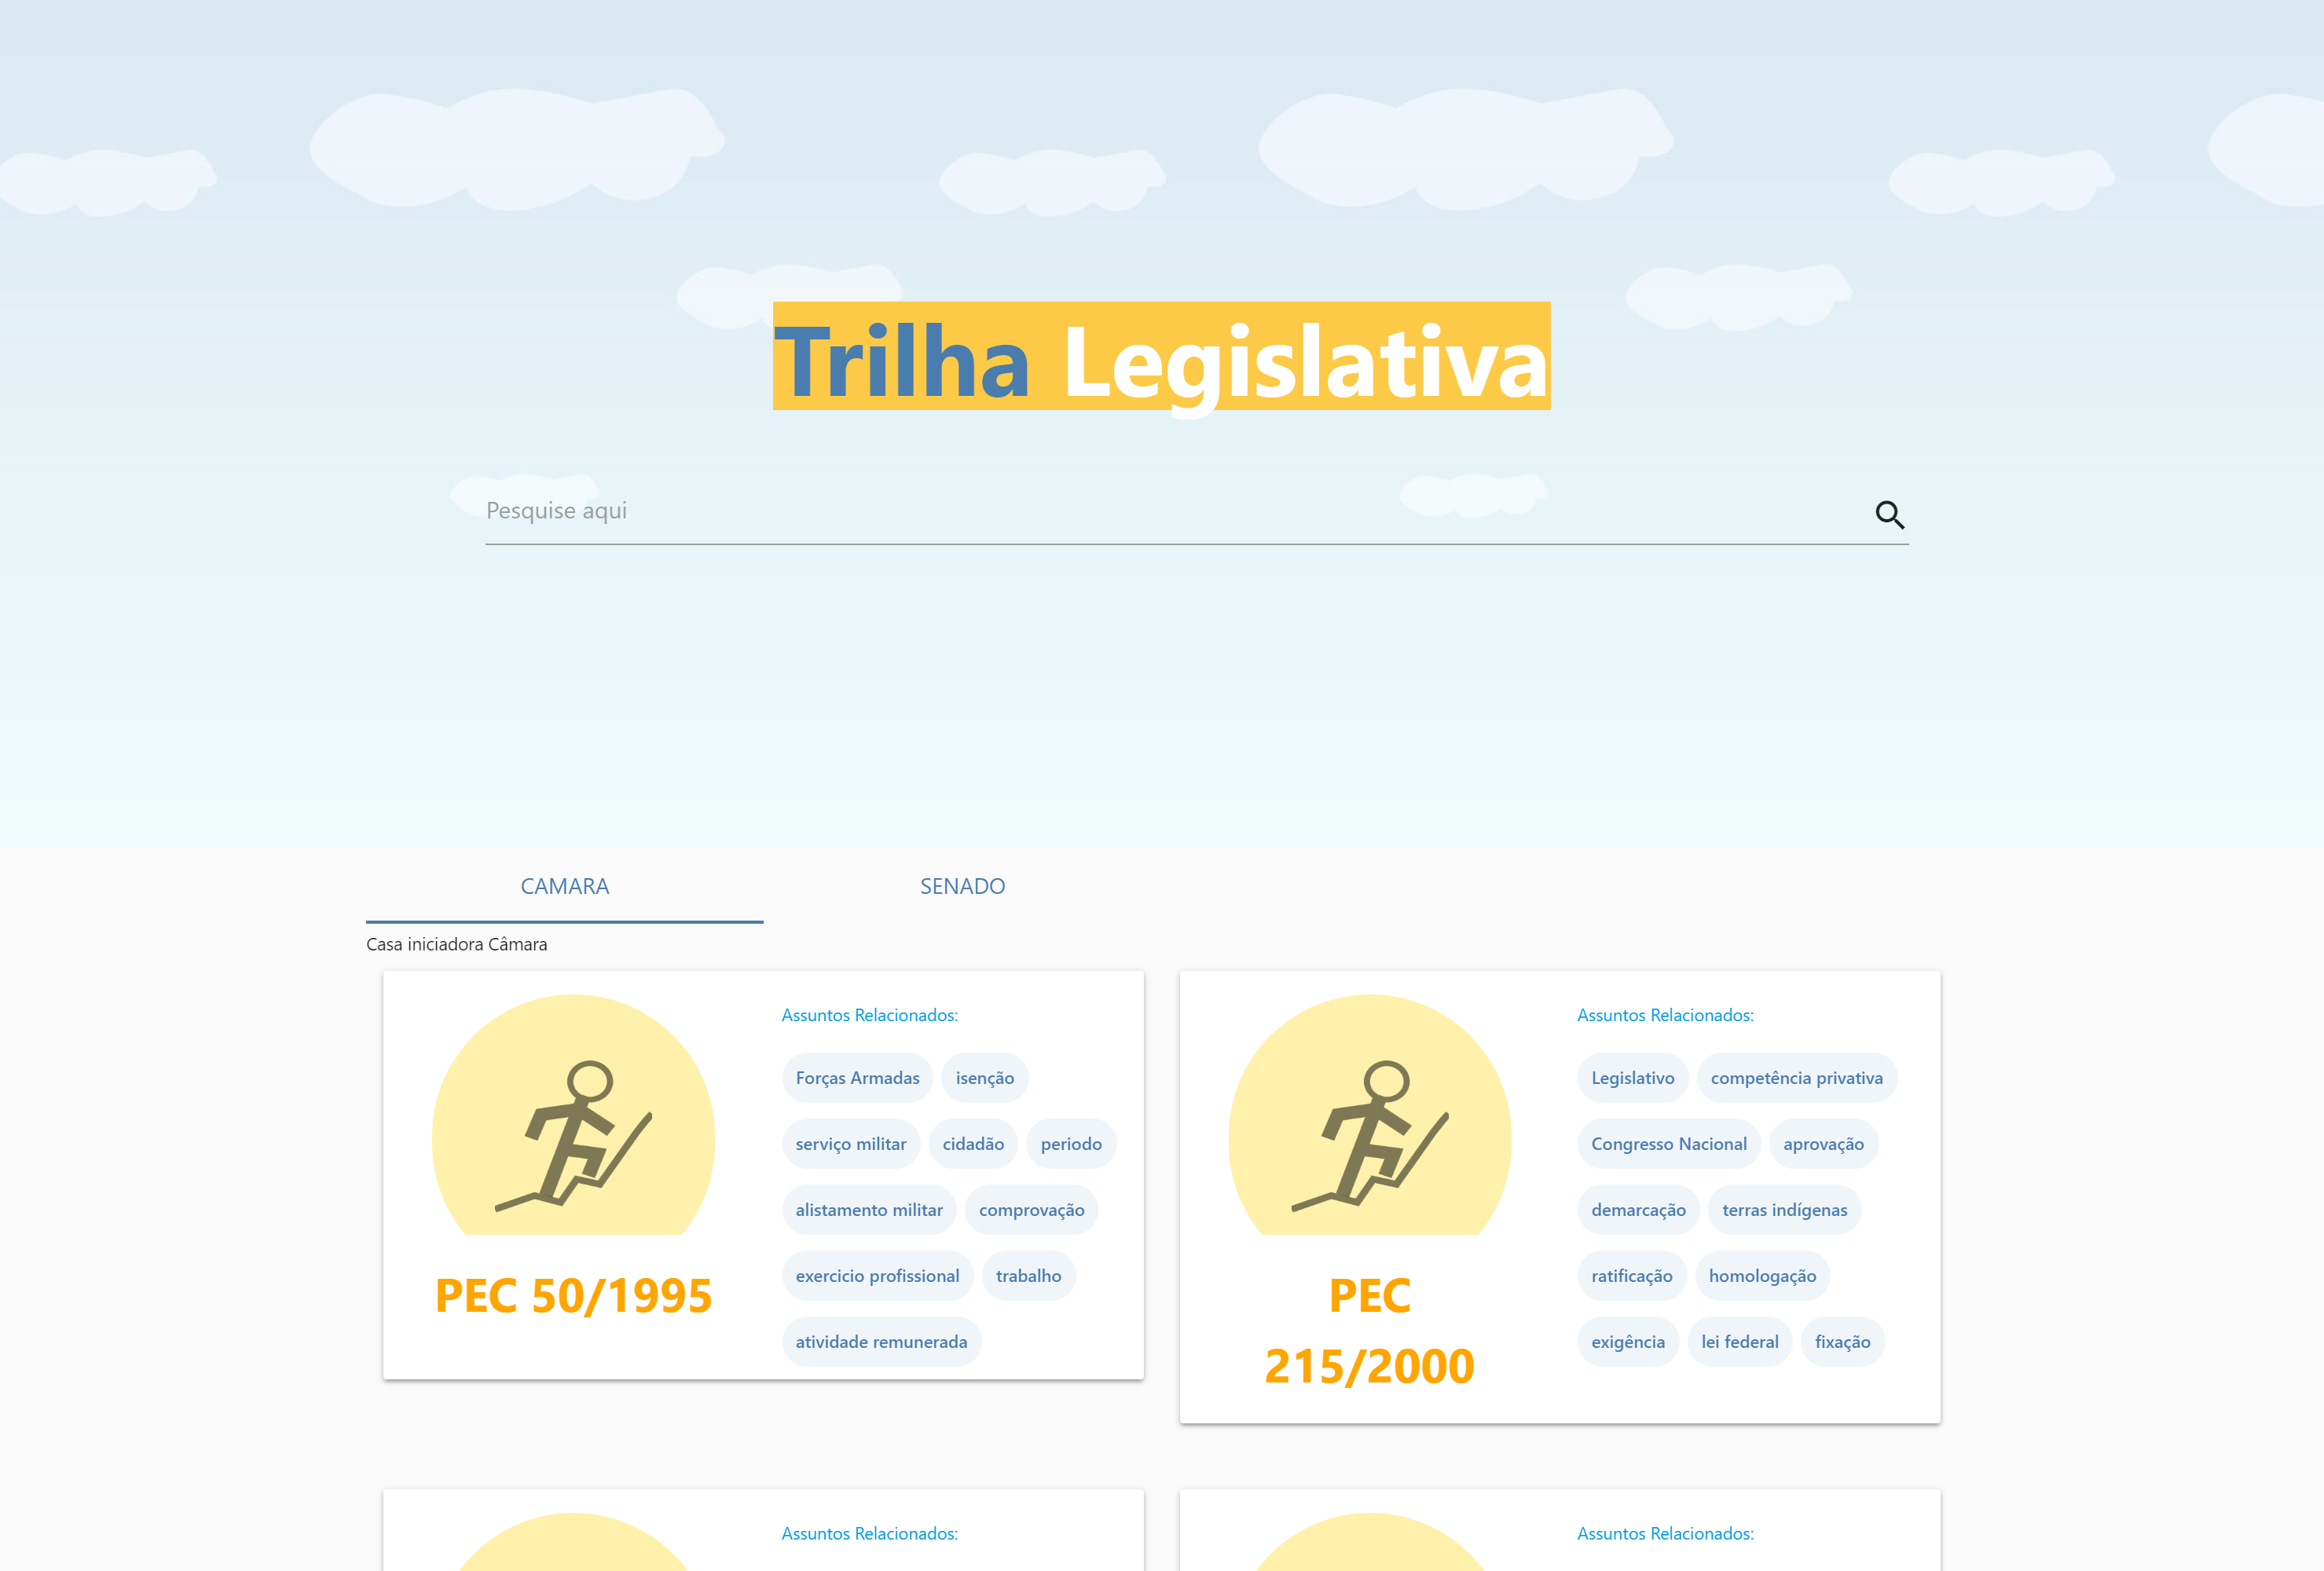 Trilha Legislativa
Pesquise aqui
CAMARA SENADO
Casa iniciadora Câmara
Assuntos Relacionados:
Forças Armadas isenção
serviço militar cidadão periodo
alistamento militar comprovação
exercicio profissional trabalho
atividade remunerada
PEC 50/1995
Assuntos Relacionados:
Legislativo competência privativa
Congresso Nacional aprovação
demarcação terras indígenas
ratificação homologação
exigência lei federal fixação
PEC
215/2000
Assuntos Relacionados:
Assuntos Relacionados: